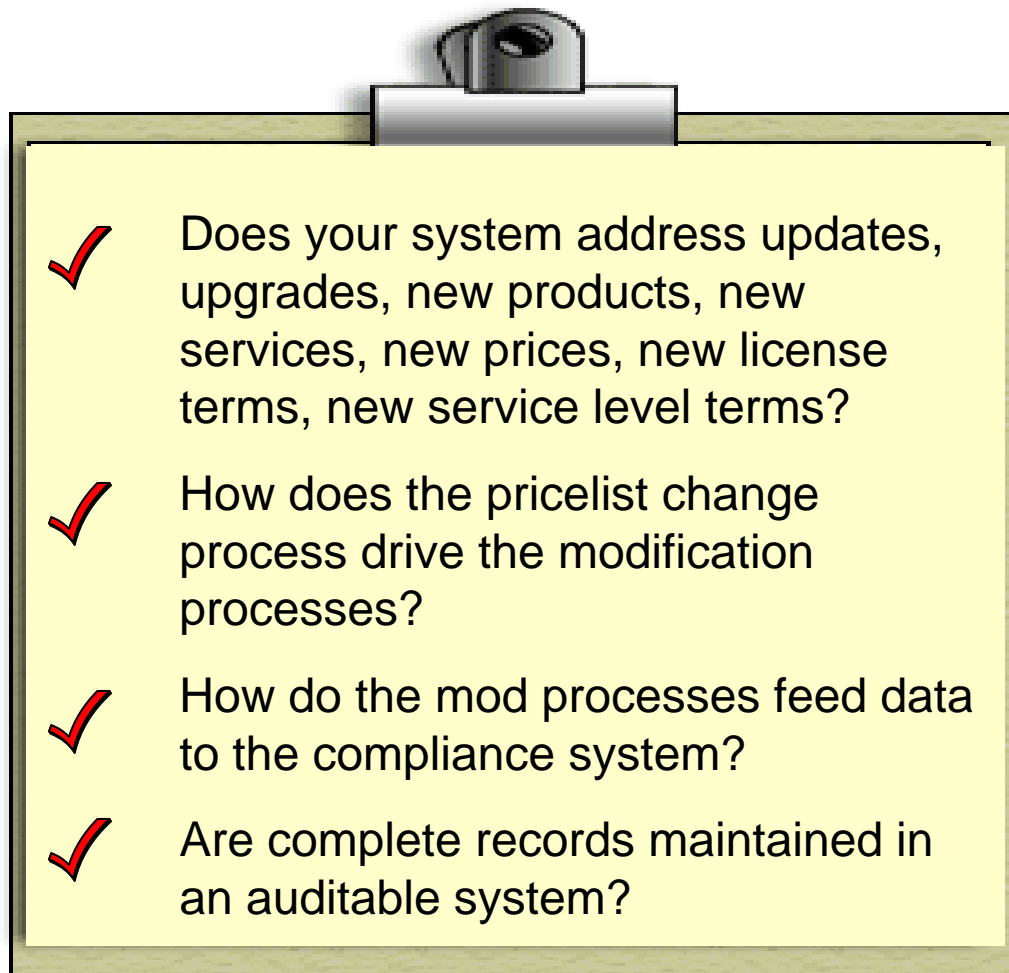 Does your system address updates,
upgrades, new products, new
services, new prices, new license
terms, new service level terms?
How does the pricelist change
process drive the modification
processes?
How do the mod processes feed data
to the compliance system?
Are complete records maintained in
an auditable system?